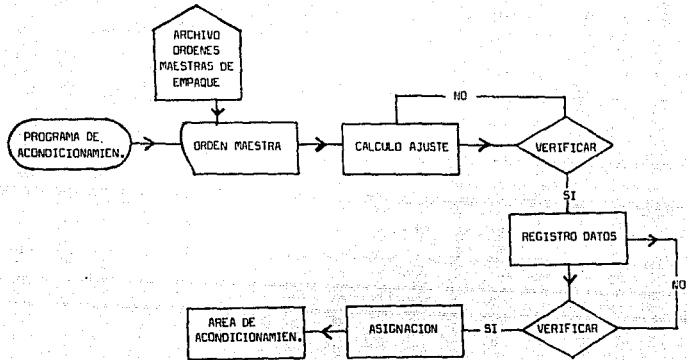 ARCHIVO
ORDENES
MAESTRAS DE
EMPAQUE
NO
PROGRAMA DE.
ACONDICIONAMIEN.
ORDEN MAESTRA
CALCULO AJUSTE
VERIFICAR
SI
REGISTRO DATOS
NO
AREA DE
ACONDICIONAMIEN.
ASIGNACION
SI
VERIFICAR